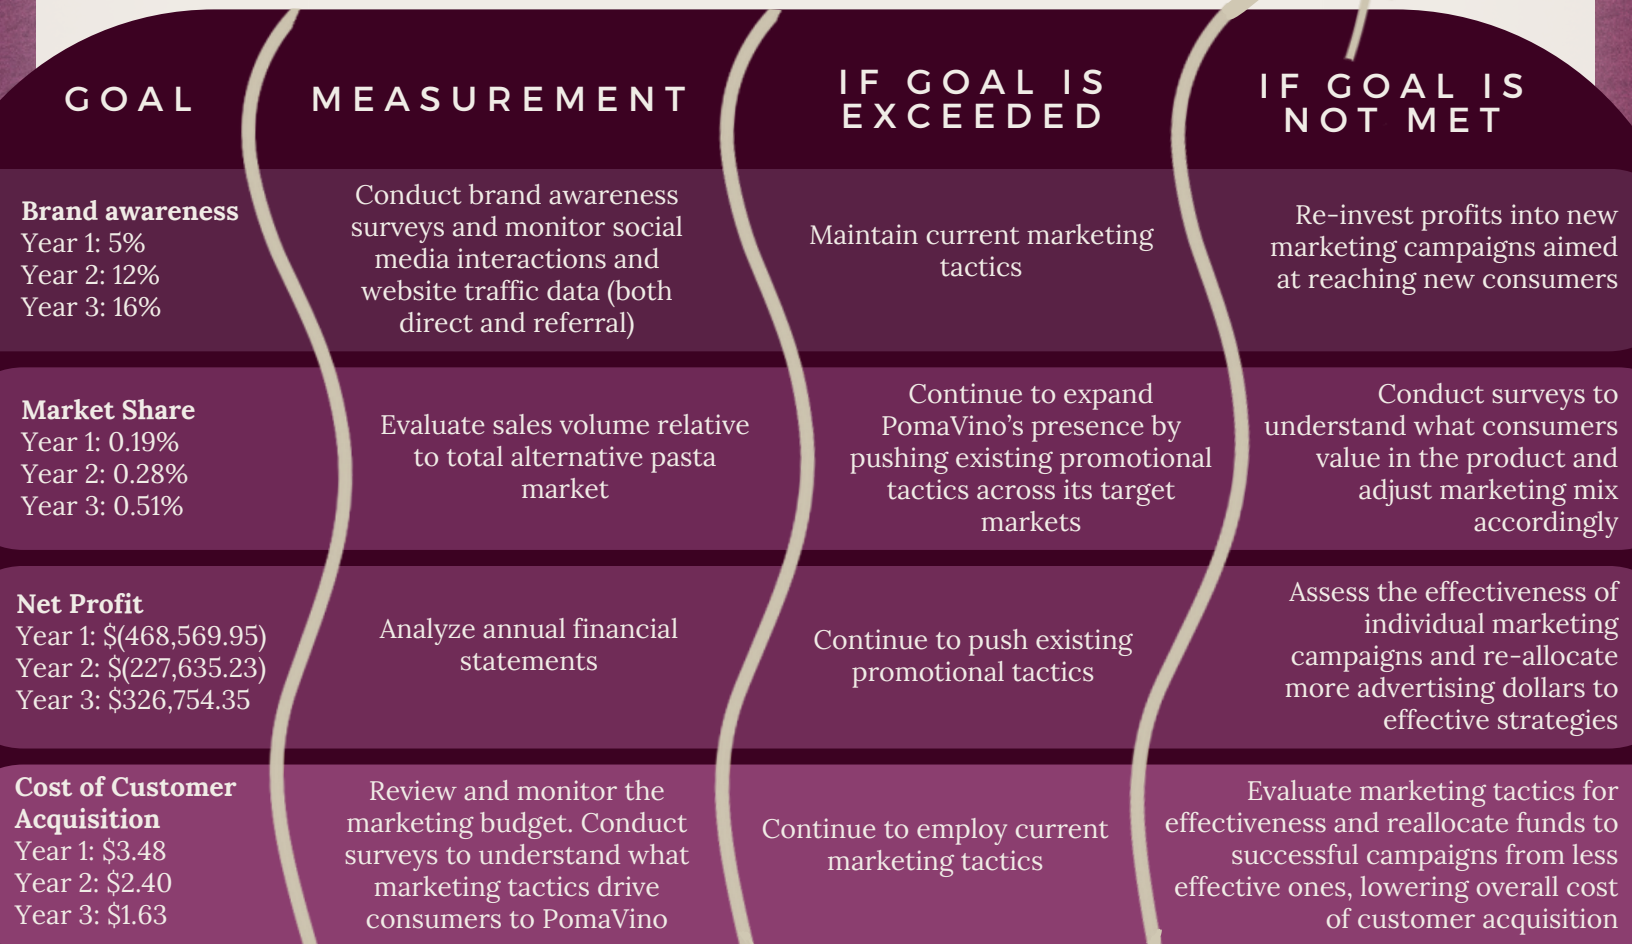 GOAL
MEASUREMENT
IF GOAL IS
EXCEEDED
IF GOAL IS
NOT MET
Brand awareness
Year 1: 5%
Year 2: 12%
Year 3: 16%
Conduct brand awareness
surveys and monitor social
media interactions and
website traffic data (both
direct and referral)
Maintain current marketing
tactics
Re-invest profits into new
marketing campaigns aimed
at reaching new consumers
Market Share
Year 1: 0.19%
Year 2: 0.28%
Year 3: 0.51%
Evaluate sales volume relative
to total alternative pasta
market
Continue to expand
PomaVino’s presence by
pushing existing promotional
tactics across its target
markets
Conduct surveys to
understand what consumers
value in the product and
adjust marketing mix
accordingly
Net Profit
Year 1: $(468,569.95)
Year 2: $(227,635.23)
Year 3: $326,754.35
Analyze annual financial
statements
Continue to push existing
promotional tactics
Assess the effectiveness of
individual marketing
campaigns and re-allocate
more advertising dollars to
effective strategies
Cost of Customer
Acquisition
Year 1: $3.48
Year 2: $2.40
Year 3: $1.63
Review and monitor the
marketing budget. Conduct
surveys to understand what
marketing tactics drive
consumers to PomaVino
Continue to employ current
marketing tactics
Evaluate marketing tactics for
effectiveness and reallocate funds to
successful campaigns from less
effective ones, lowering overall cost
of customer acquisition